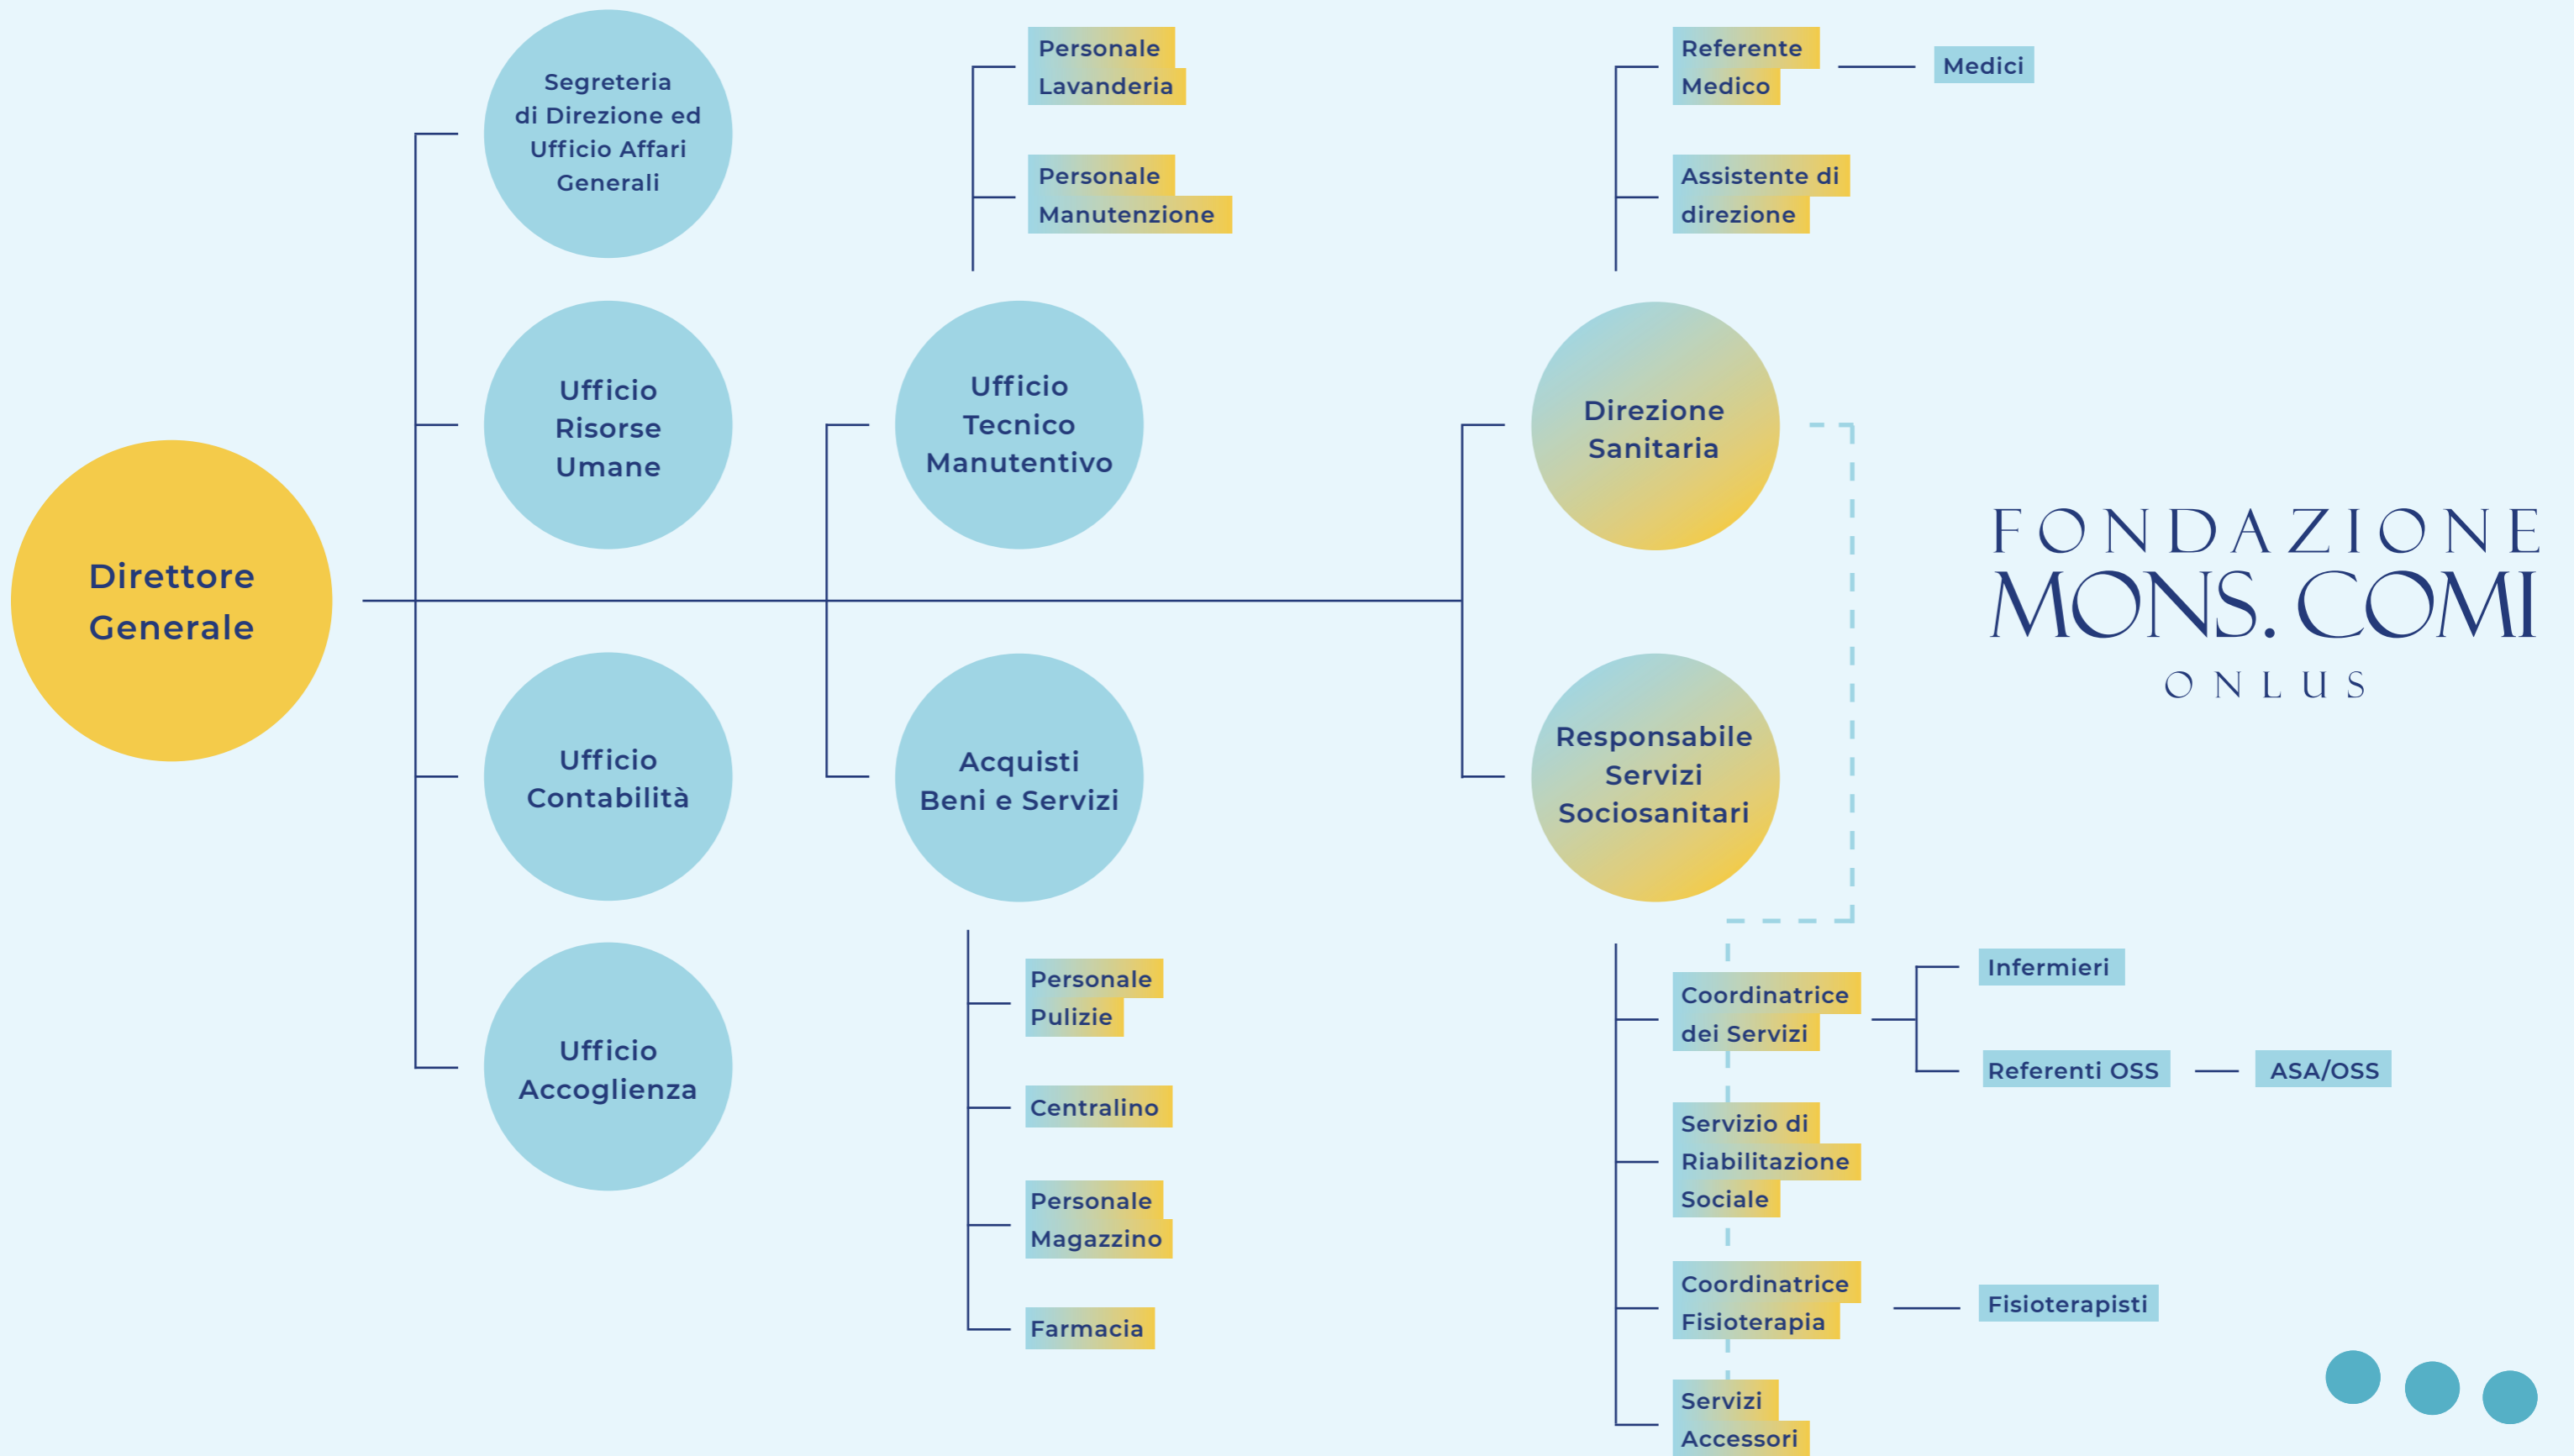 Direttore
Generale
Segreteria
di Direzione ed
Ufficio Affari
Generali
Ufficio
Risorse
Umane
Ufficio
Contabilità
Ufficio
Accoglienza
Personale
Lavanderia
Personale
Manutenzione
Ufficio
Tecnico
Manutentivo
Acquisti
Beni e Servizi
Personale
Pulizie
Centralino
Personale
Magazzino
Farmacia
Referente
Medico
Medici
Assistente di
direzione
Direzione
Sanitaria
Responsabile
Servizi
Sociosanitari
Coordinatrice
dei Servizi
Infermieri
Referenti OSS
ASA/OSS
Servizio di
Riabilitazione
Sociale
Coordinatrice
Fisioterapia
Fisioterapisti
Servizi
Accessori
FONDAZIONE
MONS. COMI
ONLUS